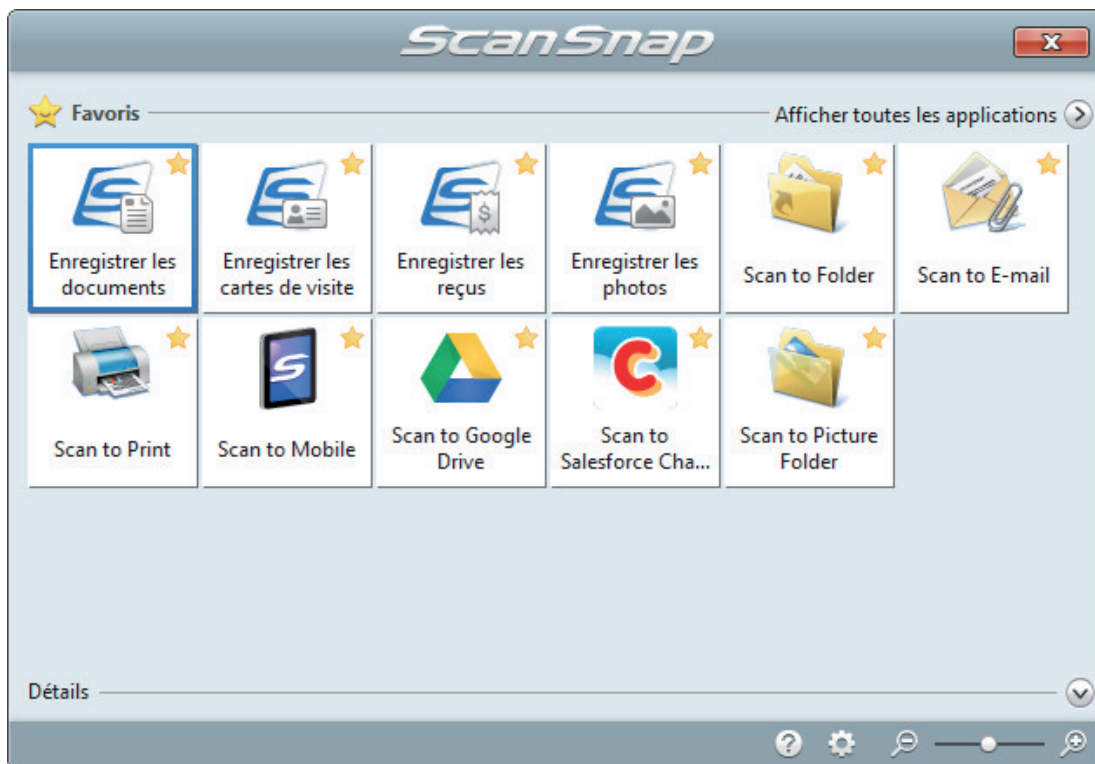 ScanSnap
Favoris
Afficher toutes les applications
Enregistrer les
documents
Enregistrer les
cartes de visite
Enregistrer les
reçus
Enregistrer les
photos
Scan to Folder
Scan to E-mail
Scan to Print
Scan to Mobile
Scan to Google
Drive
Scan to
Salesforce Cha...
Scan to Picture
Folder
Détails